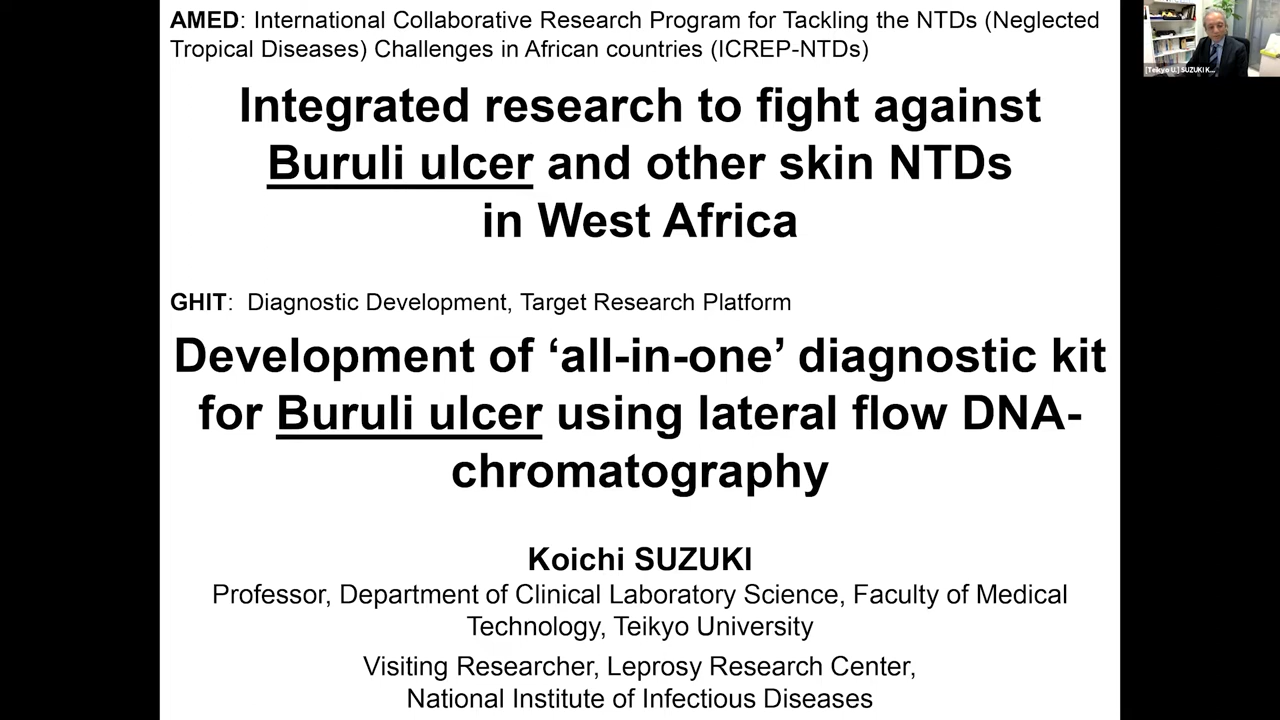 AMED: International Collaborative Research Program for Tackling the NTDs (Neglected
Tropical Diseases) Challenges in African countries (ICREP-NTDs)
Integrated research to fight against
Buruli ulcer and other skin NTDs
in West Africa
GHIT:  Diagnostic Development, Target Research Platform
Development of ‘all-in-one’ diagnostic kit
for Buruli ulcer using lateral flow DNA-
chromatography
Koichi SUZUKI
Professor, Department of Clinical Laboratory Science, Faculty of Medical
Technology, Teikyo University
Visiting Researcher, Leprosy Research Center,
National Institute of Infectious Diseases
[Teikyo U.] SUZUKI K...